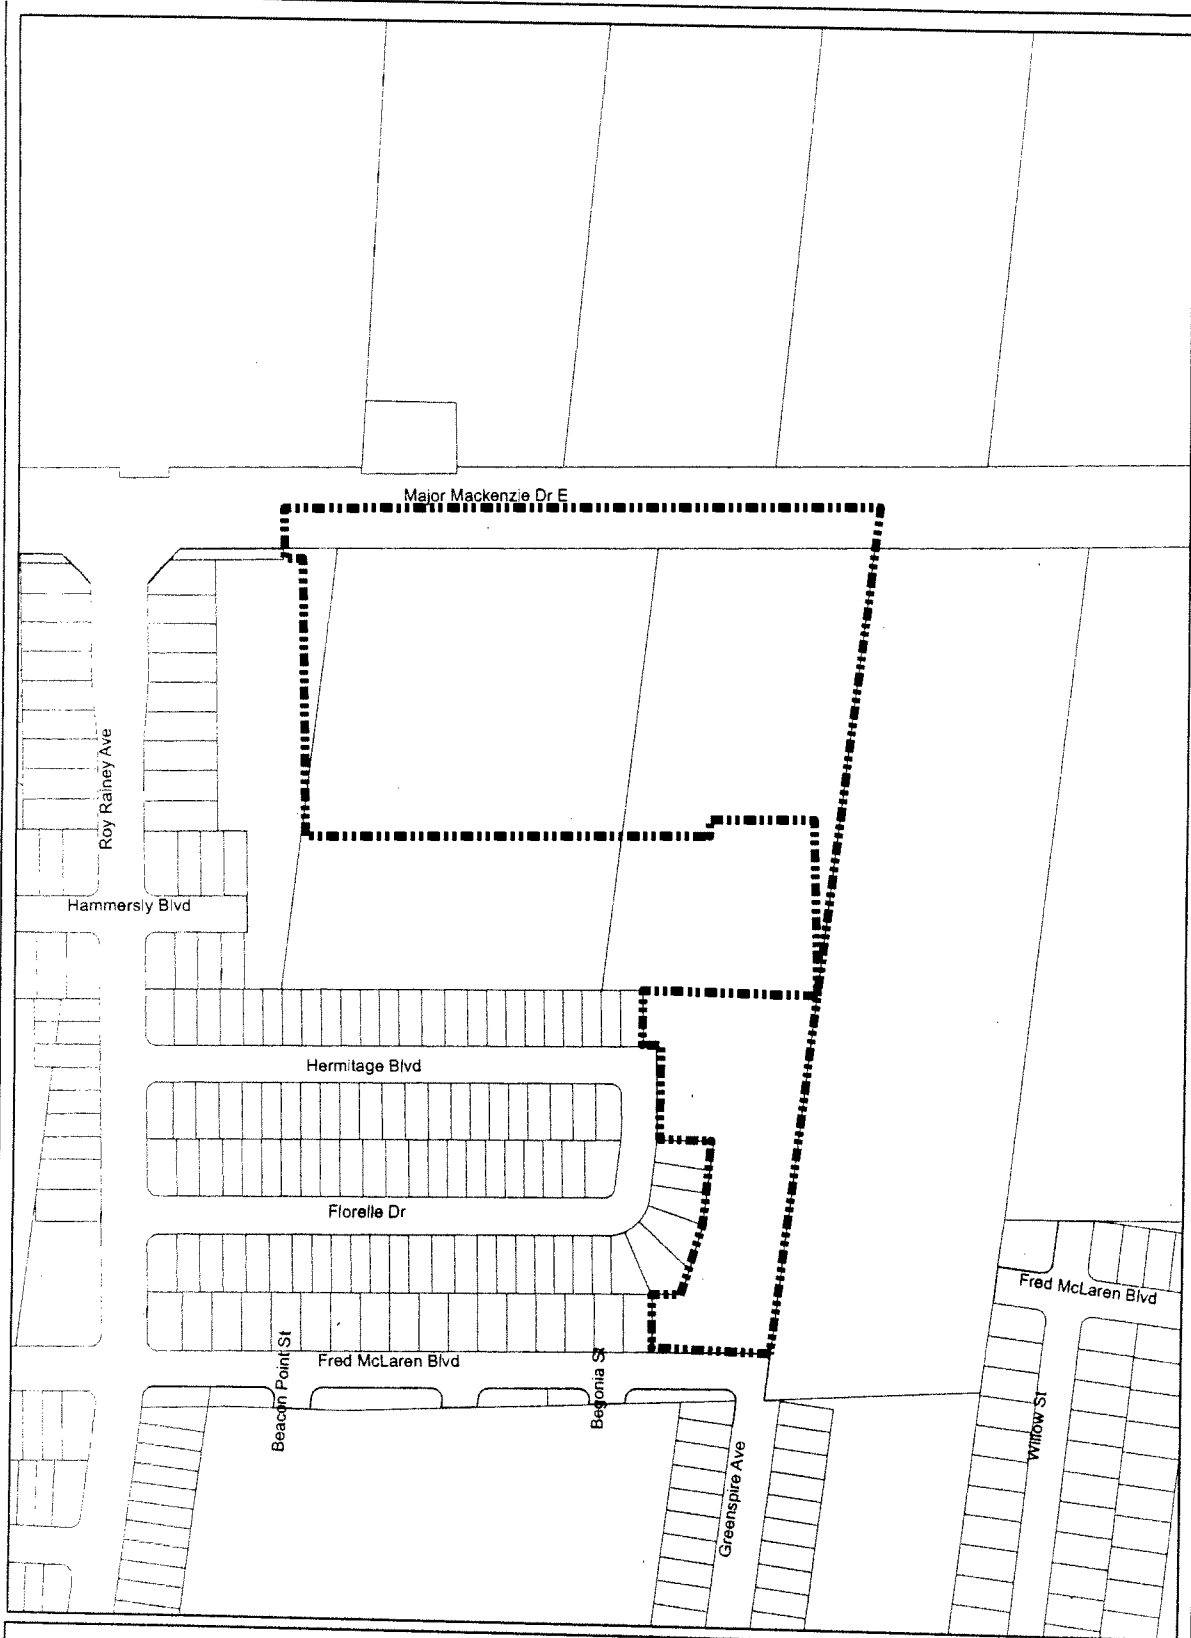 Major Mackenzie Dr E
Roy Rainey Ave
Hammersly Blvd
Hermitage Blvd
Florelle Dr
Fred McLaren Blvd
Fred McLaren Blvd
Beacon Point St
Begonia St
Willow St
Greenspire Ave